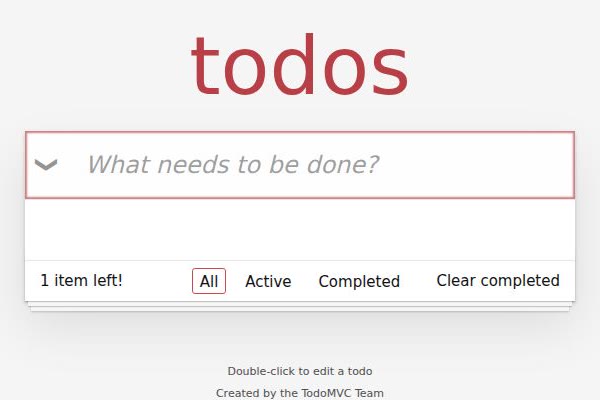 todos
What needs to be done?
1 item left! All Active Completed Clear completed
Double-click to edit a todo
Created by the TodoMVC Team